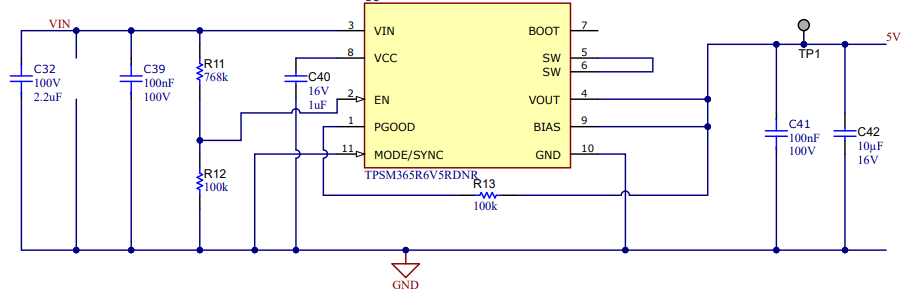 VIN
C32
100V
2.2uF
C39
100nF
100V
R11
768k
R12
100k
C40
16V
1uF
3
8
2
1
11
VIN
VCC
EN
PGOOD
MODE/SYNC
BOOT
SW
SW
VOUT
BIAS
GND
7
5
6
4
9
10
TPSM365R6V5RDNR
R13
100k
TP1
5V
C41
100nF
100V
C42
10µF
16V
GND